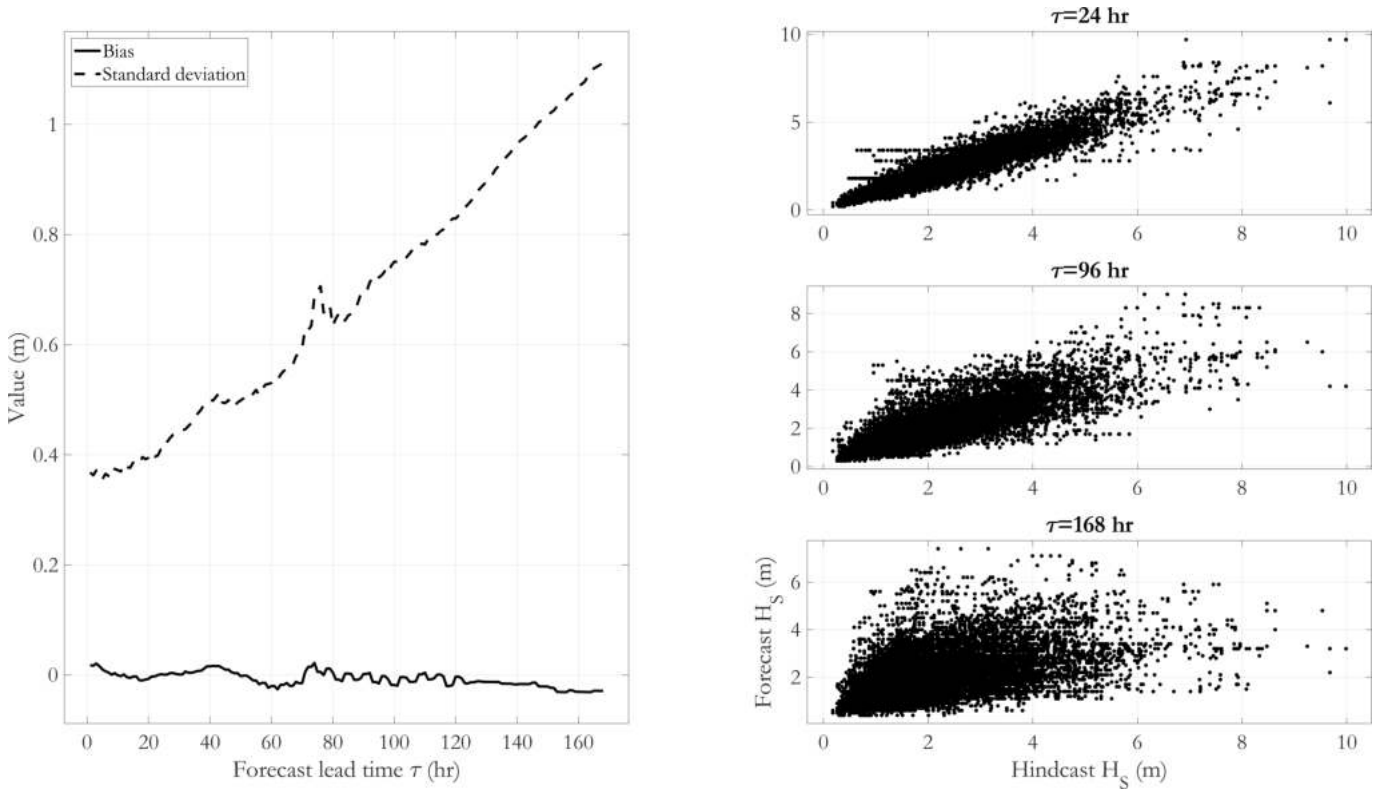 Bias
Standard deviation
1
0.8
0.6
0.4
0.2
0
Value (m)
0 20 40 60 80 100 120 140 160
Forecast lead time τ (hr)
τ=24 hr
10
5
0
0 2 4 6 8 10
τ=96 hr
8
6
4
2
0
0 2 4 6 8 10
τ=168 hr
6
4
2
Forecast H_S (m)
0 2 4 6 8 10
Hindcast H_S (m)